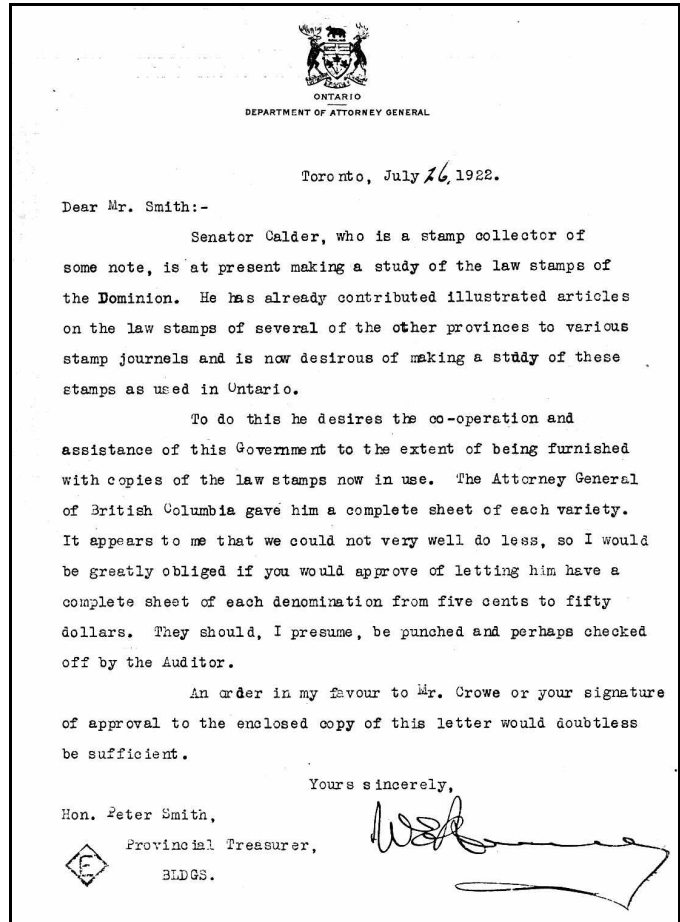 ONTARIO
DEPARTMENT OF ATTORNEY GENERAL
Toronto, July 26, 1922.
Dear Mr. Smith:-
Senator Calder, who is a stamp collector of
some note, is at present making a study of the law stamps of
the Dominion. He has already contributed illustrated articles
on the law stamps of several of the other provinces to various
stamp journels and is now desirous of making a study of these
stamps as used in Ontario.
To do this he desires the co-operation and
assistance of this Government to the extent of being furnished
with copies of the law stamps now in use. The Attorney General
of British Columbia gave him a complete sheet of each variety.
It appears to me that we could not very well do less, so I would
be greatly obliged if you would approve of letting him have a
complete sheet of each denomination from five cents to fifty
dollars. They should, I presume, be punched and perhaps checked
off by the Auditor.
An order in my favour to Mr. Crowe or your signature
of approval to the enclosed copy of this letter would doubtless
be sufficient.
Yours sincerely,
Hon. Peter Smith,
Provincial Treasurer,
BLDGS.
E